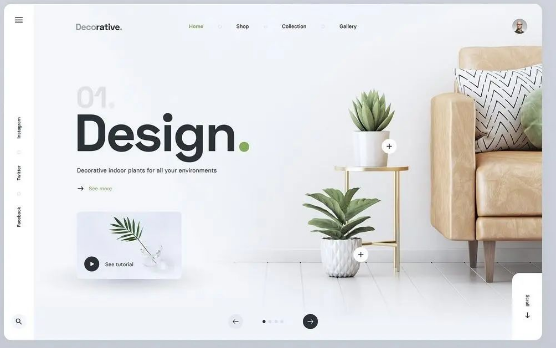 Decorative.
Home
Shop
Collection
Gallery
Instagram
Twitter
Facebook
01.
Design.
Decorative indoor plants for all your environments
See more
See tutorial